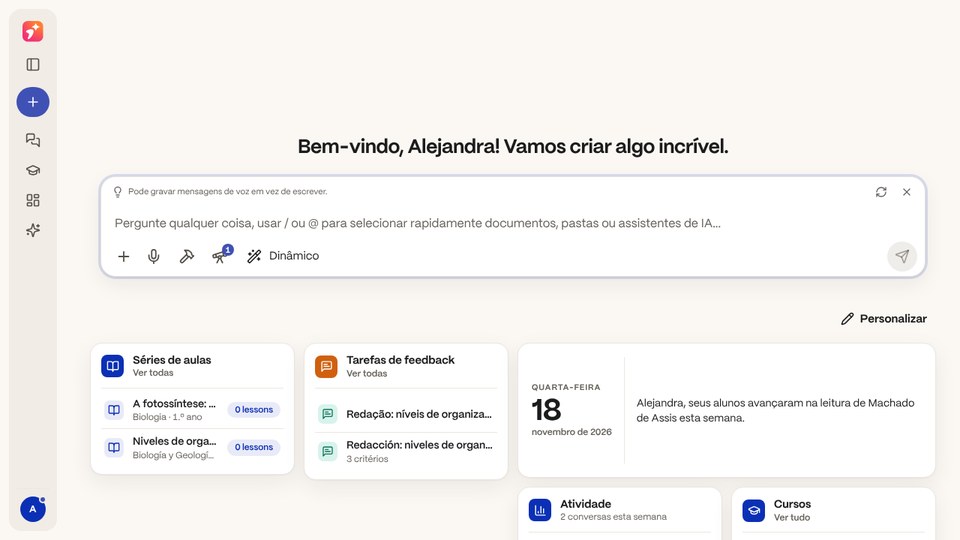 Bem-vindo, Alejandra! Vamos criar algo incrível.
Pode gravar mensagens de voz em vez de escrever.
Pergunte qualquer coisa, usar / ou @ para selecionar rapidamente documentos, pastas ou assistentes de IA...
1
Dinâmico
Personalizar
Séries de aulas
Ver todas
A fotossíntese: ...
Biologia · 1.º ano
0 lessons
Niveles de orga...
Biología y Geologí...
0 lessons
Tarefas de feedback
Ver todas
Redação: níveis de organiza...
Redacción: niveles de organ...
3 critérios
QUARTA-FEIRA
18
novembro de 2026
Alejandra, seus alunos avançaram na leitura de Machado
de Assis esta semana.
Atividade
2 conversas esta semana
Cursos
Ver tudo
A